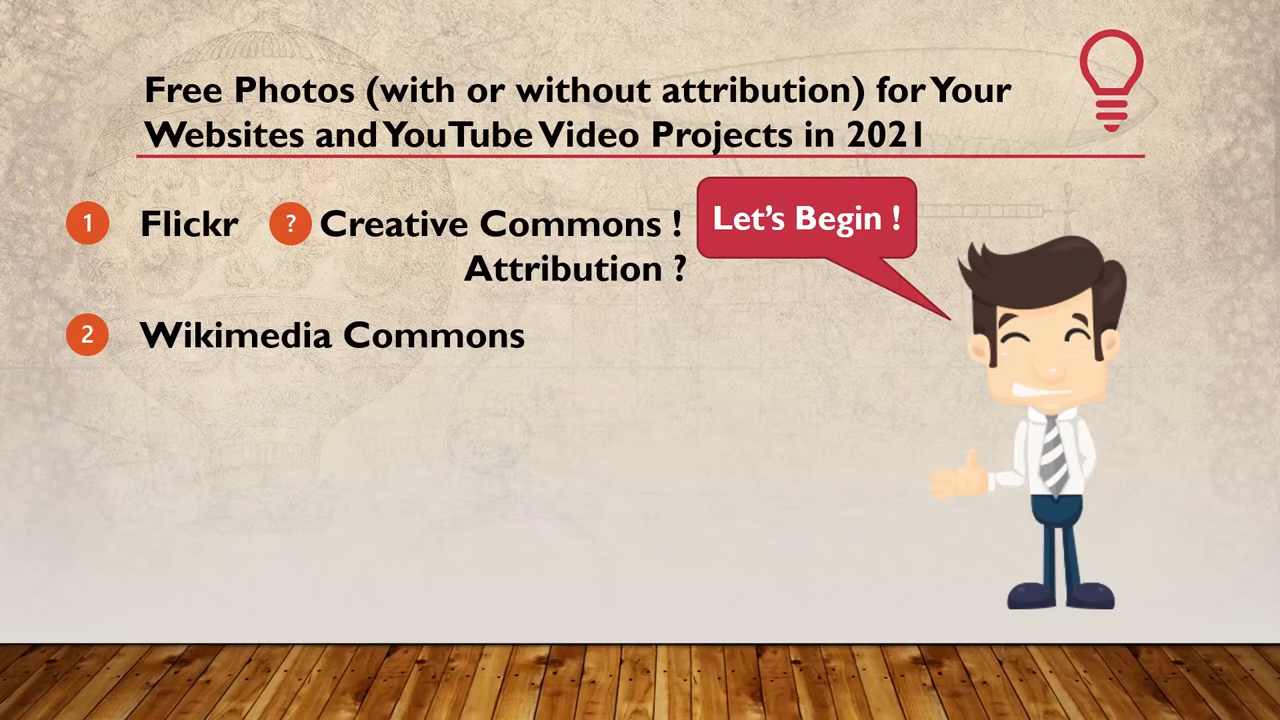 Free Photos (with or without attribution) for Your
Websites and YouTube Video Projects in 2021
1 Flickr ? Creative Commons !
Attribution ?
Let's Begin !
2 Wikimedia Commons